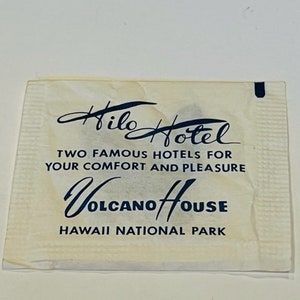 Hilo Hotel
TWO FAMOUS HOTELS FOR
YOUR COMFORT AND PLEASURE
VOLCANO HOUSE
HAWAII NATIONAL PARK